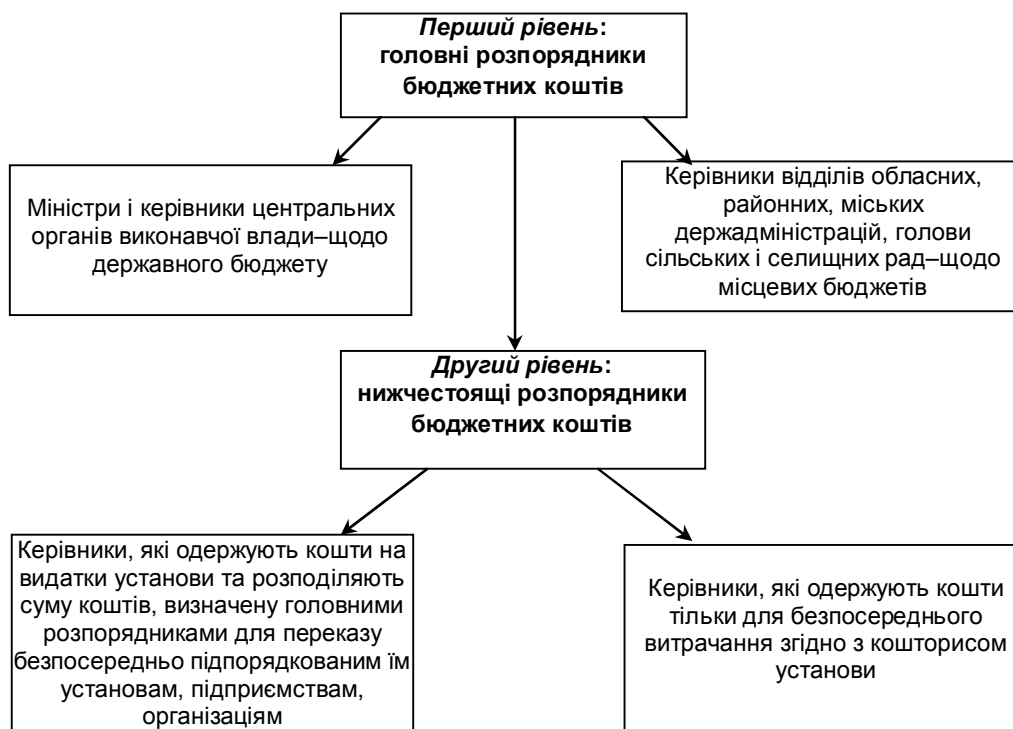 Перший рівень:
головні розпорядники
бюджетних коштів
Міністри і керівники центральних
органів виконавчої влади–щодо
державного бюджету
Керівники відділів обласних,
районних, міських
держадміністрацій, голови
сільських і селищних рад–щодо
місцевих бюджетів
Другий рівень:
нижчестоящі розпорядники
бюджетних коштів
Керівники, які одержують кошти на
видатки установи та розподіляють
суму коштів, визначену головними
розпорядниками для переказу
безпосередньо підпорядкованим їм
установам, підприємствам,
організаціям
Керівники, які одержують кошти
тільки для безпосереднього
витрачання згідно з кошторисом
установи